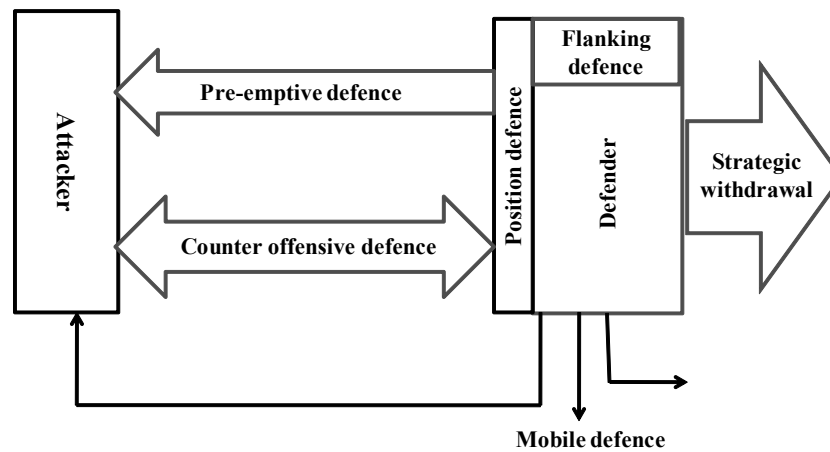 Flanking
defence
Pre-emptive defence
Attacker
Position defence
Defender
Strategic
withdrawal
Counter offensive defence
Mobile defence